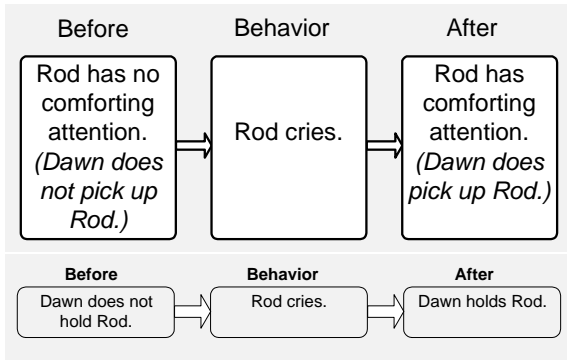 Before
Behavior
After
Rod has no
comforting
attention.
(Dawn does
not pick up
Rod.)
Rod cries.
Rod has
comforting
attention.
(Dawn does
pick up Rod.)
Before
Behavior
After
Dawn does not
hold Rod.
Rod cries.
Dawn holds Rod.